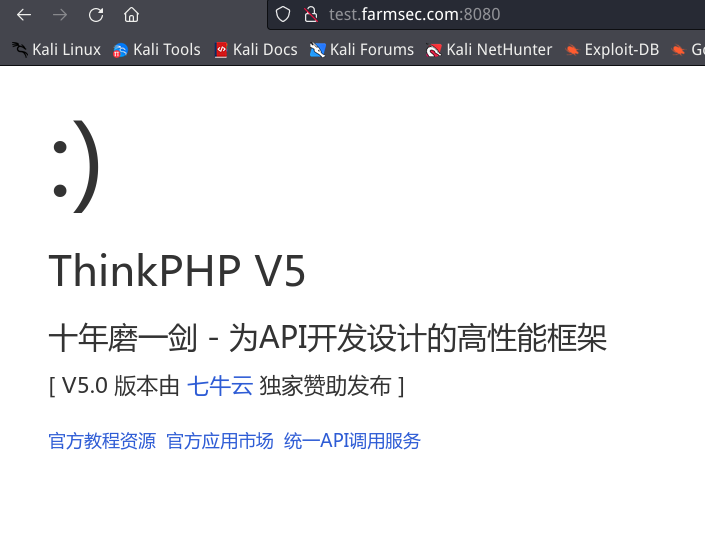 test.farmsec.com:8080
Kali Linux Kali Tools Kali Docs Kali Forums Kali NetHunter Exploit-DB
:)
ThinkPHP V5
十年磨一剑 - 为API开发设计的高性能框架
[ V5.0 版本由 七牛云 独家赞助发布 ]
官方教程资源 官方应用市场 统一API调用服务